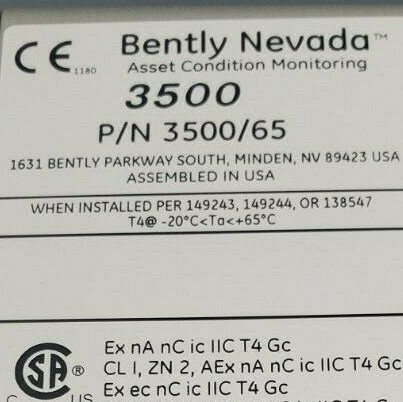 CE 1180
Bently Nevada™
Asset Condition Monitoring
3500
P/N 3500/65
1631 BENTLY PARKWAY SOUTH, MINDEN, NV 89423 USA
ASSEMBLED IN USA
WHEN INSTALLED PER 149243, 149244, OR 138547
T4@ -20°C<Ta<+65°C
Ex nA nC ic IIC T4 Gc
CL I, ZN 2, AEx nA nC ic IIC T4 Gc
Ex ec nC ic IIC T4 Gc
SA ®
C US